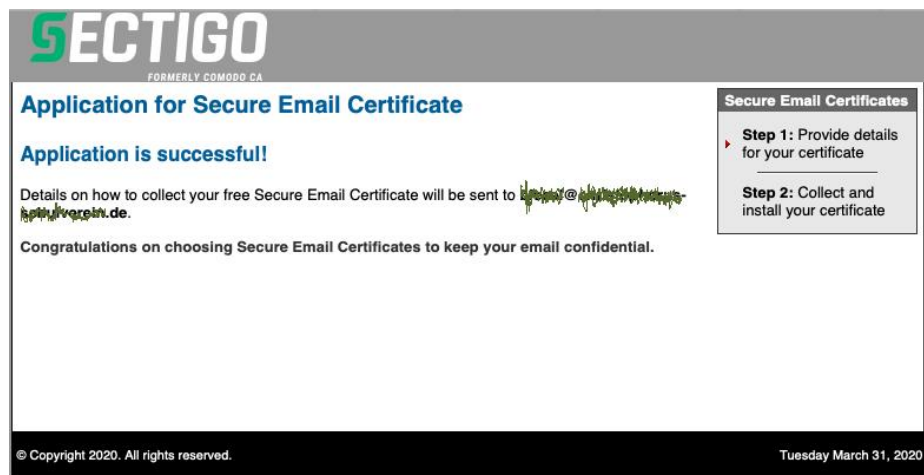 SECTIGO
FORMERLY COMODO CA
Application for Secure Email Certificate
Application is successful!
Details on how to collect your free Secure Email Certificate will be sent to @
.de.
Congratulations on choosing Secure Email Certificates to keep your email confidential.
Secure Email Certificates
Step 1: Provide details
for your certificate
Step 2: Collect and
install your certificate
© Copyright 2020. All rights reserved.
Tuesday March 31, 2020